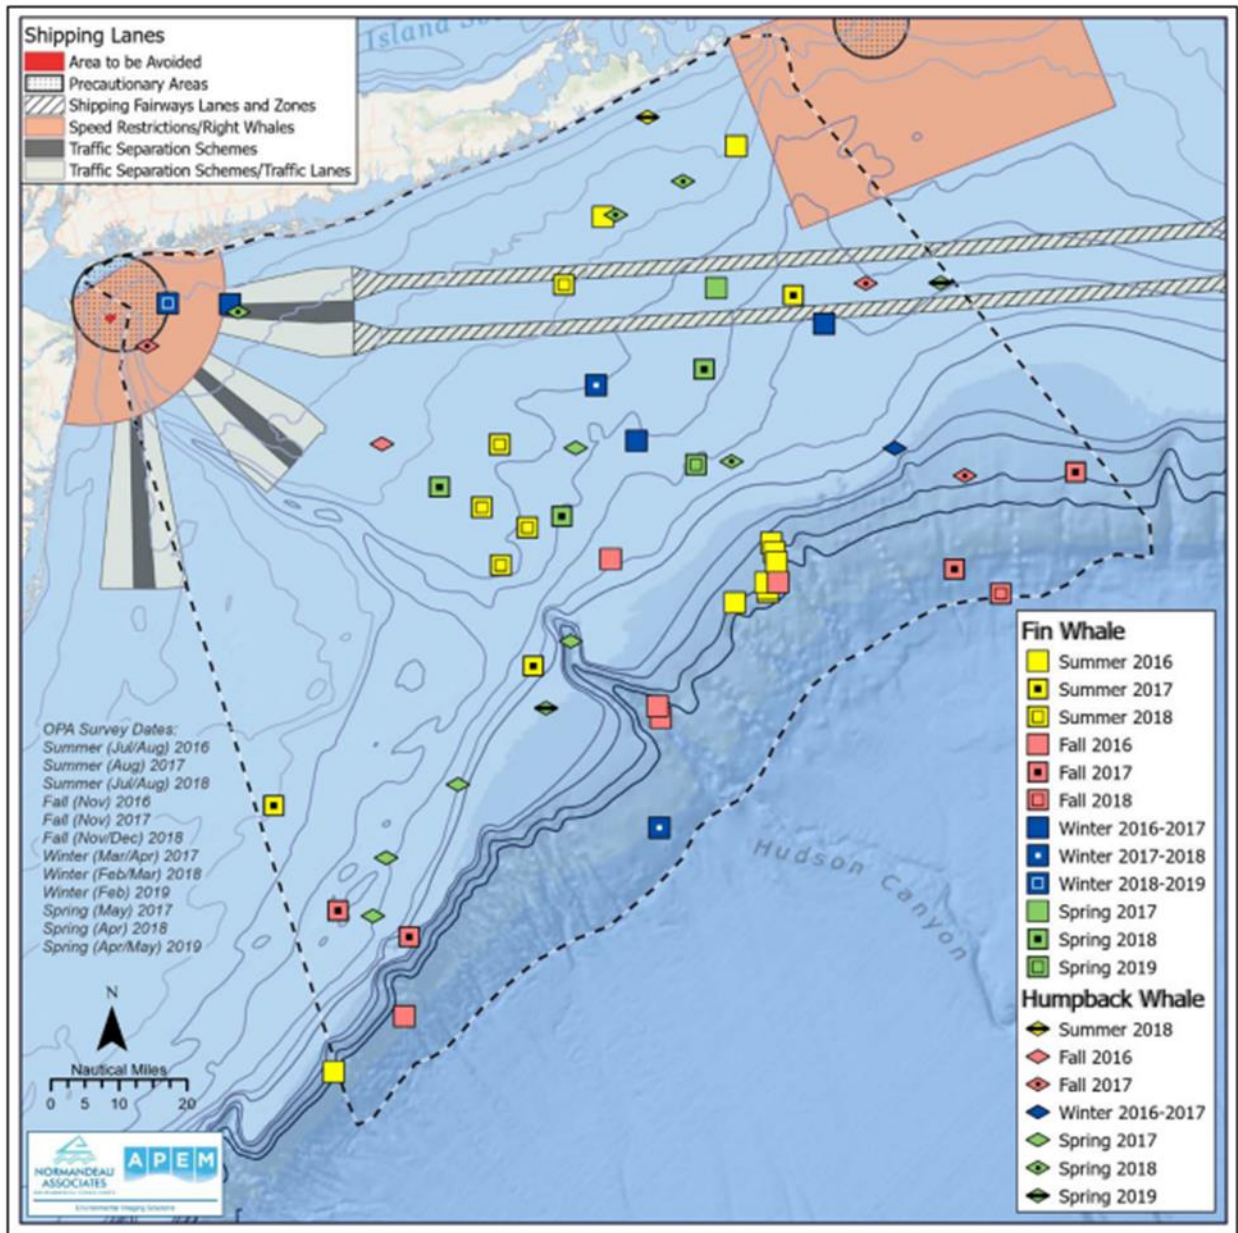 Shipping Lanes
Area to be Avoided
Precautionary Areas
Shipping Fairways Lanes and Zones
Speed Restrictions/Right Whales
Traffic Separation Schemes
Traffic Separation Schemes/Traffic Lanes
Island
Fin Whale
Summer 2016
Summer 2017
Summer 2018
Fall 2016
Fall 2017
Fall 2018
Winter 2016-2017
Winter 2017-2018
Winter 2018-2019
Spring 2017
Spring 2018
Spring 2019
Humpback Whale
Summer 2018
Fall 2016
Fall 2017
Winter 2016-2017
Spring 2017
Spring 2018
Spring 2019
OPA Survey Dates:
Summer (Jul/Aug) 2016
Summer (Aug) 2017
Summer (Jul/Aug) 2018
Fall (Nov) 2016
Fall (Nov) 2017
Fall (Nov/Dec) 2018
Winter (Mar/Apr) 2017
Winter (Feb/Mar) 2018
Winter (Feb) 2019
Spring (May) 2017
Spring (Apr) 2018
Spring (Apr/May) 2019
Hudson Canyon
N
Nautical Miles
0 5 10 20
NORMANDEAU
ASSOCIATES
APEM
Environmental Imaging Solutions